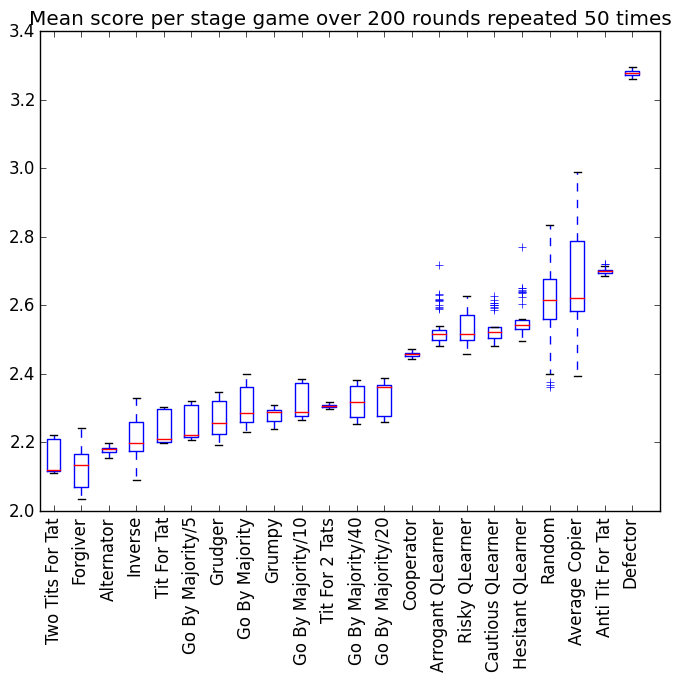 Mean score per stage game over 200 rounds repeated 50 times
3.4
3.2
3.0
2.8
2.6
2.4
2.2
2.0
Two Tits For Tat
Forgiver
Alternator
Inverse
Tit For Tat
Go By Majority/5
Grudger
Go By Majority
Grumpy
Go By Majority/10
Tit For 2 Tats
Go By Majority/40
Go By Majority/20
Cooperator
Arrogant QLearner
Risky QLearner
Cautious QLearner
Hesitant QLearner
Random
Average Copier
Anti Tit For Tat
Defector